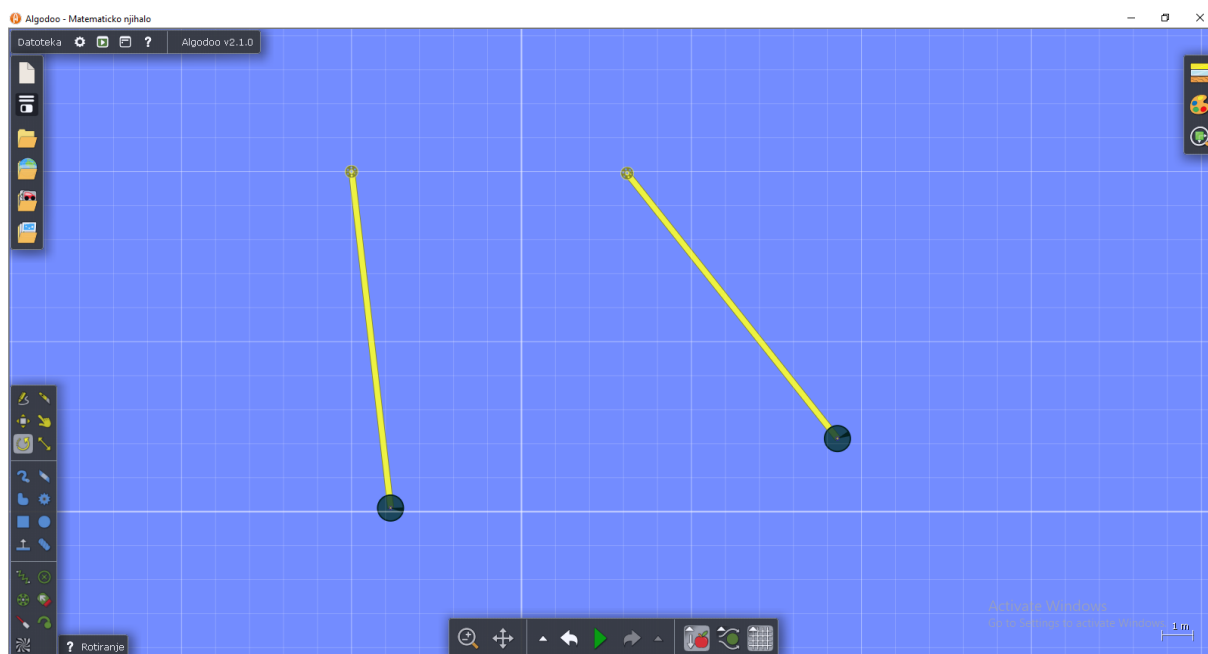 Algodoo - Matematicko njihalo
Datoteka ? Algodoo v2.1.0
Activate Windows
Go to Settings to activate Windows.
1 m
? Rotiranje